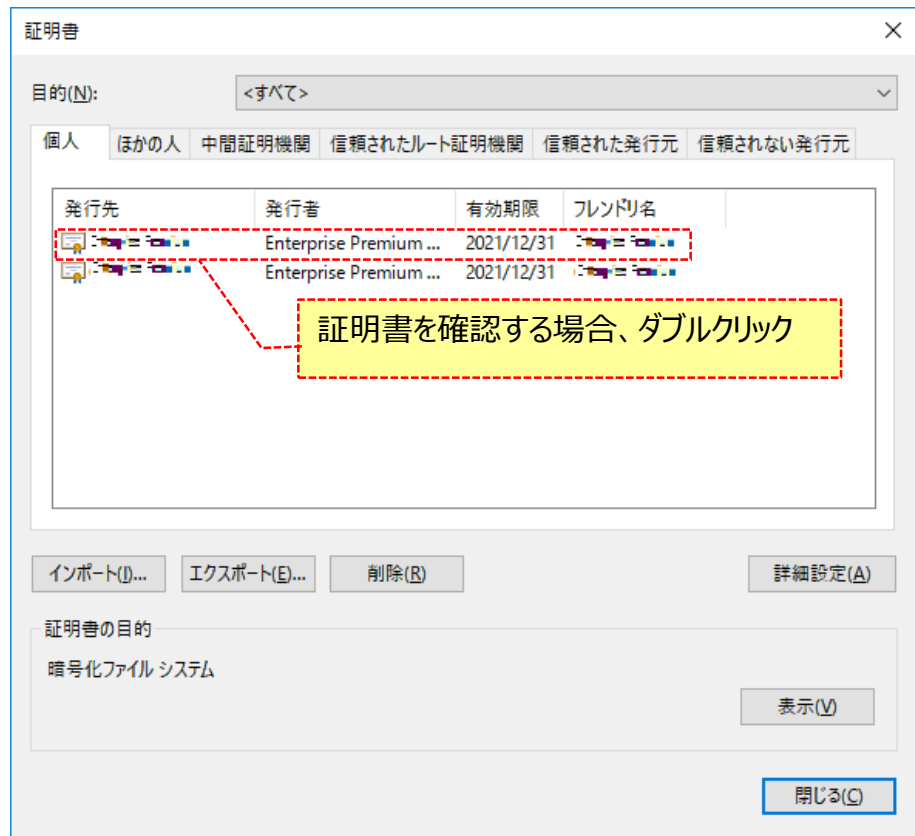 証明書
目的(N):
<すべて>
個人 ほかの人 中間証明機関 信頼されたルート証明機関 信頼された発行元 信頼されない発行元
発行先 発行者 有効期限 フレンドリ名
Enterprise Premium ... 2021/12/31
Enterprise Premium ... 2021/12/31
証明書を確認する場合、ダブルクリック
インポート(I)... エクスポート(E)... 削除(R) 詳細設定(A)
証明書の目的
暗号化ファイル システム
表示(V)
閉じる(C)